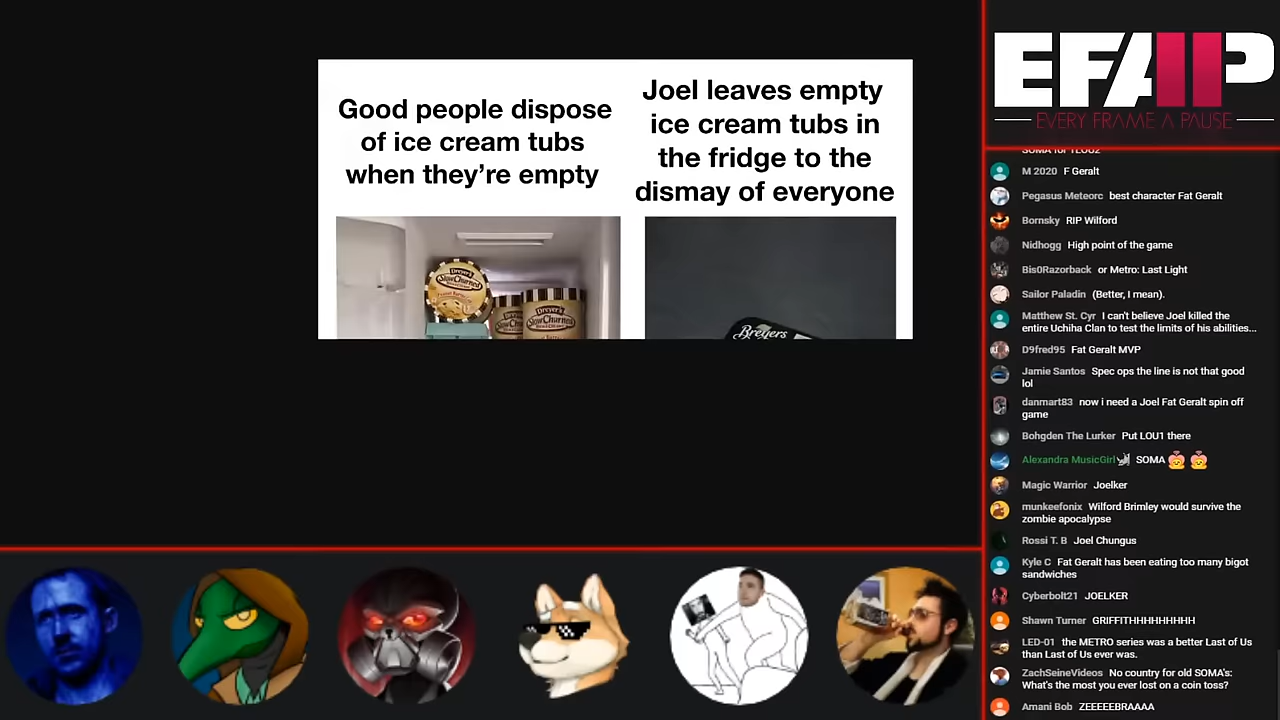 Good people dispose
of ice cream tubs
when they're empty
Joel leaves empty
ice cream tubs in
the fridge to the
dismay of everyone
Dreyer's
Slow Churned
Slow Churned
Breyers
EFAP
EVERY FRAME A PAUSE
SOMA for TLOU2
M 2020 F Geralt
Pegasus Meteorc best character Fat Geralt
Bornsky RIP Wilford
Nidhogg High point of the game
Bis0Razorback or Metro: Last Light
Sailor Paladin (Better, I mean).
Matthew St. Cyr I can't believe Joel killed the
entire Uchiha Clan to test the limits of his abilities...
D9fred95 Fat Geralt MVP
Jamie Santos Spec ops the line is not that good
lol
danmart83 now i need a Joel Fat Geralt spin off
game
Bohgden The Lurker Put LOU1 there
Alexandra MusicGirl SOMA
Magic Warrior Joelker
munkeefonix Wilford Brimley would survive the
zombie apocalypse
Rossi T. B Joel Chungus
Kyle C Fat Geralt has been eating too many bigot
sandwiches
Cyberbolt21 JOELKER
Shawn Turner GRIFFITHHHHHHHHH
LED-01 the METRO series was a better Last of Us
than Last of Us ever was.
ZachSeineVideos No country for old SOMA's:
What's the most you ever lost on a coin toss?
Amani Bob ZEEEEEBRAAAA